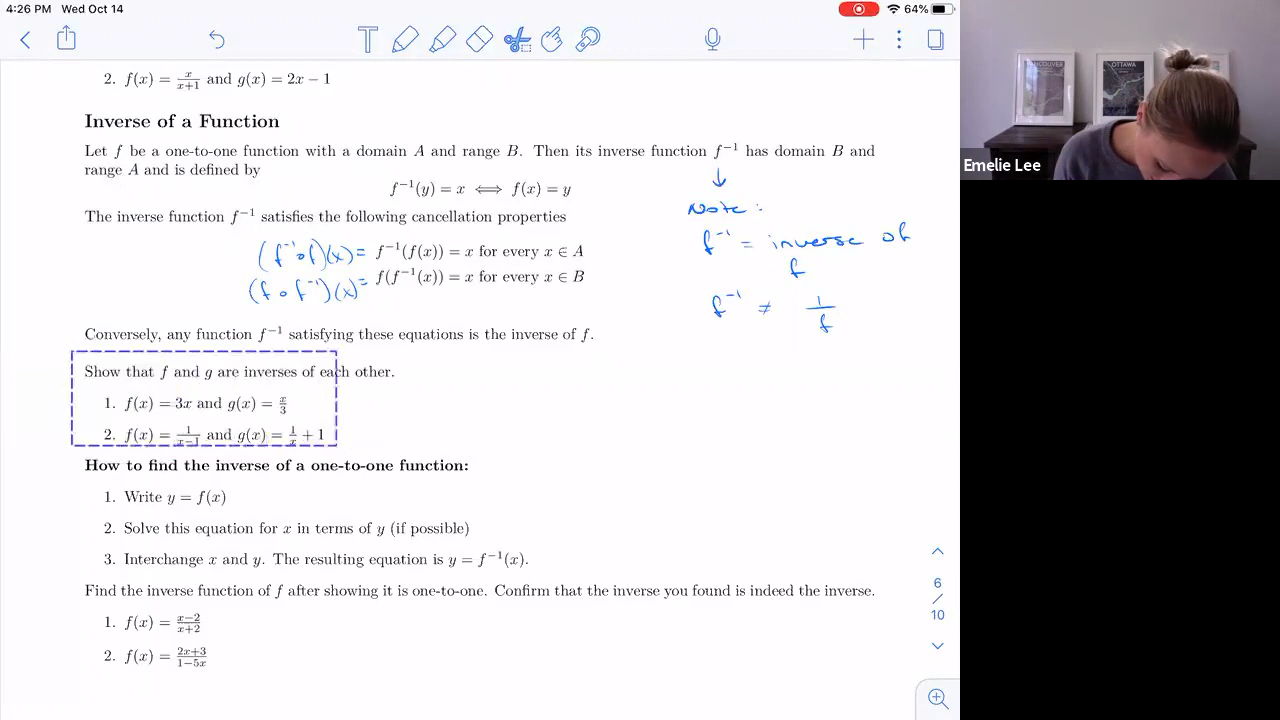 4:26 PM Wed Oct 14
64%
T
2. f(x) = x/(x+1) and g(x) = 2x − 1
Inverse of a Function
Let f be a one-to-one function with a domain A and range B. Then its inverse function f⁻¹ has domain B and
range A and is defined by
f⁻¹(y) = x ⟺ f(x) = y
Note:
The inverse function f⁻¹ satisfies the following cancellation properties
f⁻¹ = inverse of
f
(f⁻¹∘f)(x) = f⁻¹(f(x)) = x for every x ∈ A
(f∘f⁻¹)(x) = f(f⁻¹(x)) = x for every x ∈ B
f⁻¹ ≠ 1/f
Conversely, any function f⁻¹ satisfying these equations is the inverse of f.
Show that f and g are inverses of each other.
1. f(x) = 3x and g(x) = x/3
2. f(x) = 1/(x−1) and g(x) = 1/x + 1
How to find the inverse of a one-to-one function:
1. Write y = f(x)
2. Solve this equation for x in terms of y (if possible)
3. Interchange x and y. The resulting equation is y = f⁻¹(x).
Find the inverse function of f after showing it is one-to-one. Confirm that the inverse you found is indeed the inverse.
1. f(x) = (x−2)/(x+2)
2. f(x) = (2x+3)/(1−5x)
6
/
10
VANCOUVER
OTTAWA
Emelie Lee